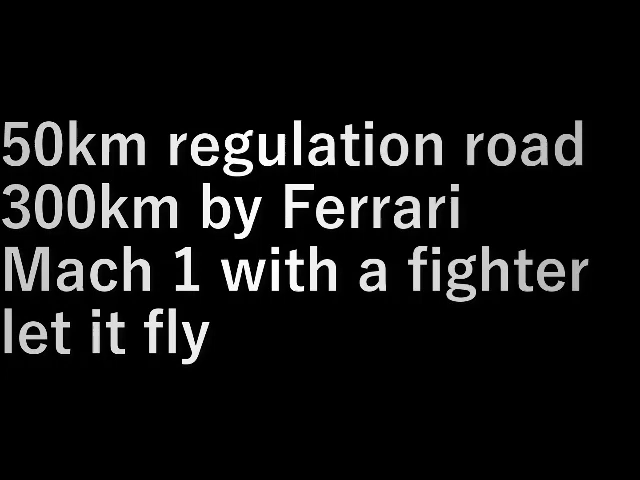 50km regulation road
300km by Ferrari
Mach 1 with a fighter
let it fly